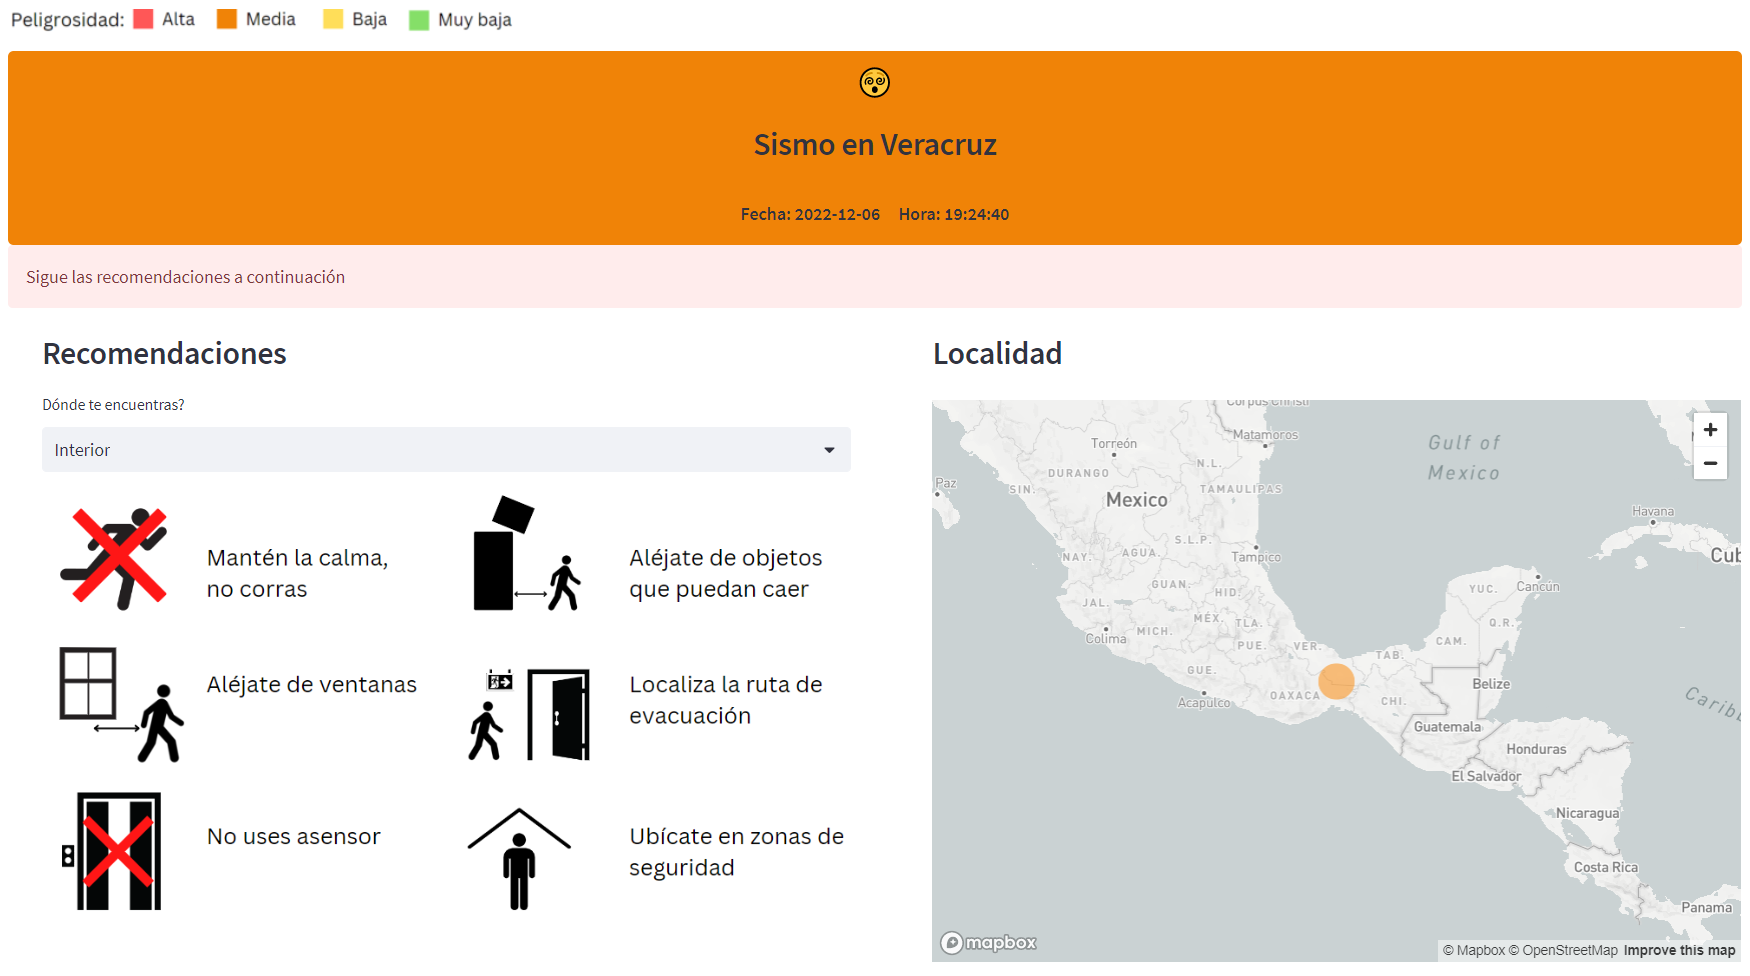 Peligrosidad: Alta Media Baja Muy baja
Sismo en Veracruz
Fecha: 2022-12-06 Hora: 19:24:40
Sigue las recomendaciones a continuación
Recomendaciones
Dónde te encuentras?
Interior
Mantén la calma,
no corras
Aléjate de objetos
que puedan caer
Aléjate de ventanas
Localiza la ruta de
evacuación
No uses asensor
Ubícate en zonas de
seguridad
Localidad
Corpus Christi
Matamoros
Torreón
Gulf of
Mexico
N.L.
DURANGO
Paz
SIN.
TAMAULIPAS
Mexico
Havana
S.L.P.
NAY.
AGUA.
Tampico
Cub
GUAN.
HID.
YUC.
Cancún
JAL.
MÉX.
TLA.
Q.R.
Colima
MICH.
PUE.
VER.
CAM.
TAB.
GUE.
Belize
OAXACA
CHI.
Acapulco
Caribb
Guatemala
Honduras
El Salvador
Nicaragua
Costa Rica
Panama
+
−
mapbox
© Mapbox © OpenStreetMap Improve this map